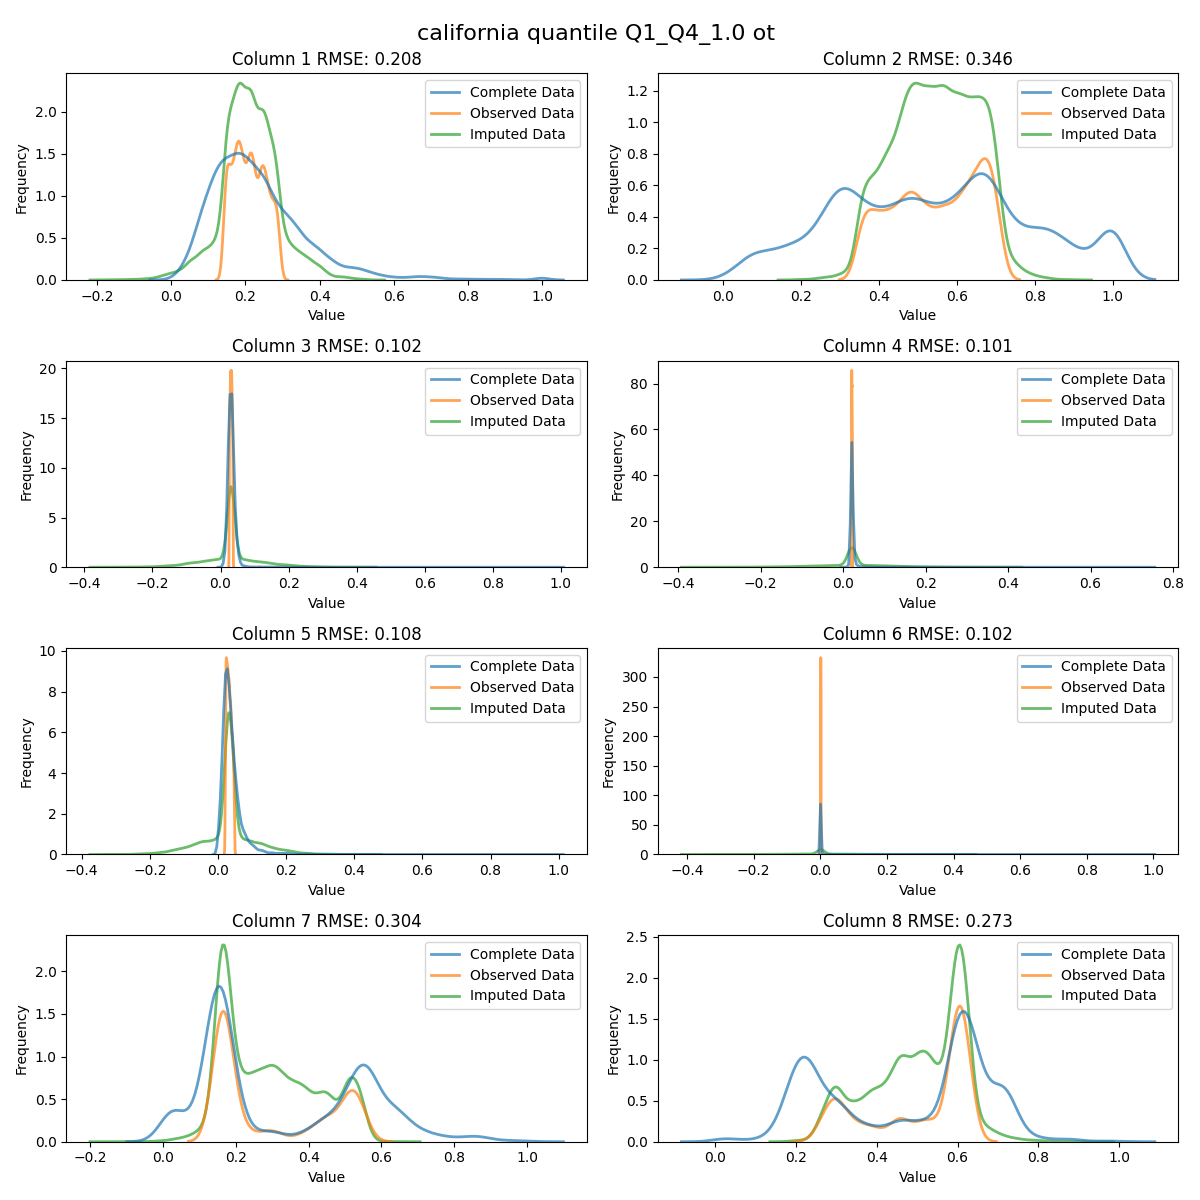 california quantile Q1_Q4_1.0 ot
Column 1 RMSE: 0.208
Frequency
2.0
1.5
1.0
0.5
0.0
−0.2 0.0 0.2 0.4 0.6 0.8 1.0
Value
Complete Data
Observed Data
Imputed Data
Column 2 RMSE: 0.346
Frequency
1.2
1.0
0.8
0.6
0.4
0.2
0.0
0.0 0.2 0.4 0.6 0.8 1.0
Value
Complete Data
Observed Data
Imputed Data
Column 3 RMSE: 0.102
Frequency
20
15
10
5
0
−0.4 −0.2 0.0 0.2 0.4 0.6 0.8 1.0
Value
Complete Data
Observed Data
Imputed Data
Column 4 RMSE: 0.101
Frequency
80
60
40
20
0
−0.4 −0.2 0.0 0.2 0.4 0.6 0.8
Value
Complete Data
Observed Data
Imputed Data
Column 5 RMSE: 0.108
Frequency
10
8
6
4
2
0
−0.4 −0.2 0.0 0.2 0.4 0.6 0.8 1.0
Value
Complete Data
Observed Data
Imputed Data
Column 6 RMSE: 0.102
Frequency
300
250
200
150
100
50
0
−0.4 −0.2 0.0 0.2 0.4 0.6 0.8 1.0
Value
Complete Data
Observed Data
Imputed Data
Column 7 RMSE: 0.304
Frequency
2.0
1.5
1.0
0.5
0.0
−0.2 0.0 0.2 0.4 0.6 0.8 1.0
Value
Complete Data
Observed Data
Imputed Data
Column 8 RMSE: 0.273
Frequency
2.5
2.0
1.5
1.0
0.5
0.0
0.0 0.2 0.4 0.6 0.8 1.0
Value
Complete Data
Observed Data
Imputed Data